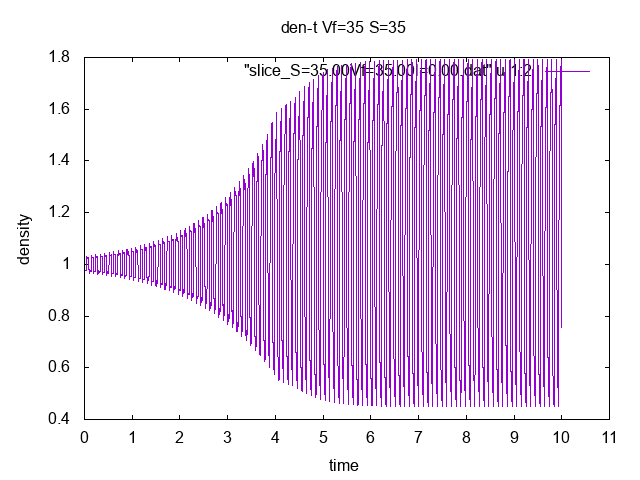 den-t Vf=35 S=35
"slice_S=35.00Vf=35.00 =0.00.dat" u 1:2
1.8
1.6
1.4
1.2
1
0.8
0.6
0.4
density
0 1 2 3 4 5 6 7 8 9 10 11
time